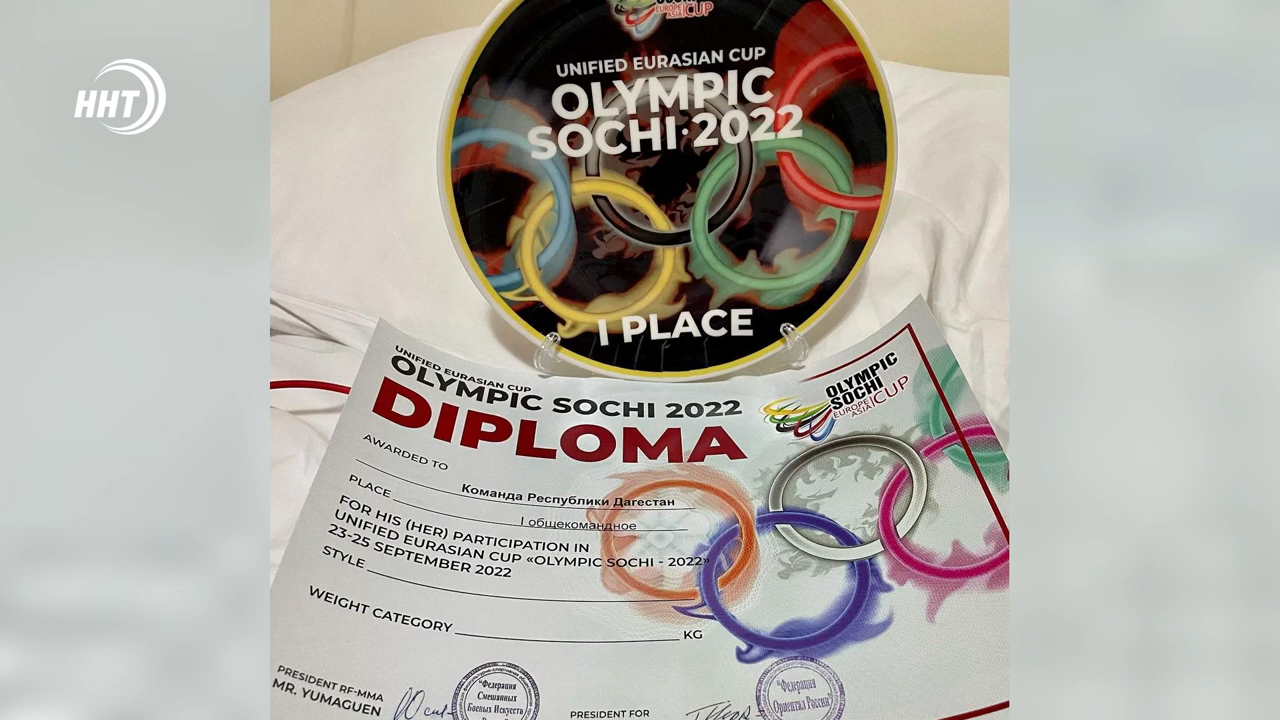 ННТ
EUROPE
ASIA CUP
UNIFIED EURASIAN CUP
OLYMPIC
SOCHI·2022
I PLACE
UNIFIED EURASIAN CUP
OLYMPIC SOCHI 2022
DIPLOMA
OLYMPIC
SOCHI
EUROPE
ASIA CUP
AWARDED TO
Команда Республики Дагестан
PLACE
I общекомандное
FOR HIS (HER) PARTICIPATION IN
UNIFIED EURASIAN CUP «OLYMPIC SOCHI - 2022»
23-25 SEPTEMBER 2022
STYLE
WEIGHT CATEGORY KG
PRESIDENT RF-MMA
MR. YUMAGUEN
"Федерация
Смешанных
Боевых Искусств
PRESIDENT FOR
"Федерация
Ориентал России"